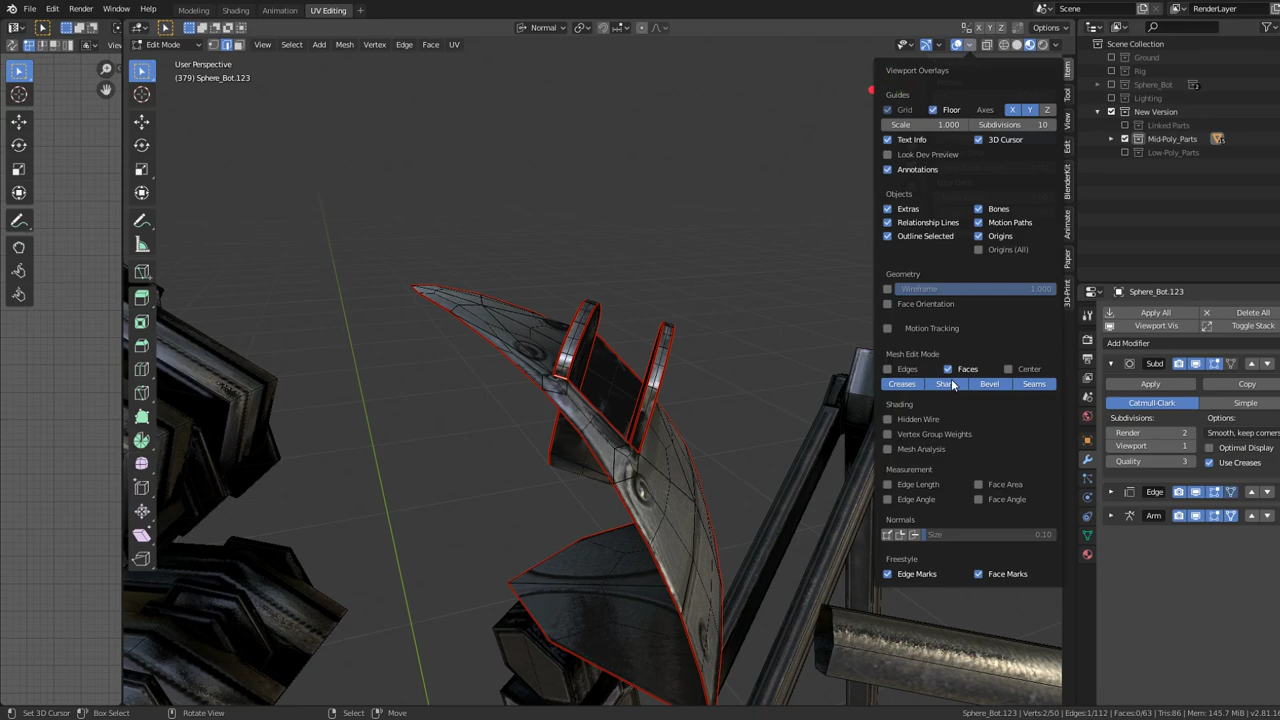 File Edit Render Window Help Modeling Shading Animation UV Editing Scene RenderLayer
View Normal Options
Edit Mode View Select Add Mesh Vertex Edge Face UV
User Perspective
(379) Sphere_Bot.123
Viewport Overlays
Guides
Grid Floor Axes X Y Z
Scale 1.000 Subdivisions 10
Text Info 3D Cursor
Look Dev Preview
Annotations
Objects
Extras Bones
Relationship Lines Motion Paths
Outline Selected Origins
Origins (All)
Geometry
Wireframe 1.000
Face Orientation
Motion Tracking
Mesh Edit Mode
Edges Faces Center
Creases Bevel Seams
Shading
Hidden Wire
Vertex Group Weights
Mesh Analysis
Measurement
Edge Length Face Area
Edge Angle Face Angle
Normals
Size 0.10
Freestyle
Edge Marks Face Marks
Item
Tool
View
Edit
BlenderKit
Animate
Paper
3D-Print
Scene Collection
Ground
Rig
Sphere_Bot 2
Lighting
New Version
Linked Parts
Mid-Poly_Parts 15
Low-Poly_Parts
Sphere_Bot.123
Apply All Delete All
Viewport Vis Toggle Stack
Add Modifier
Subd
Apply Copy
Catmull-Clark Simple
Subdivisions: Options:
Render 2 Smooth, keep corners
Viewport 1 Optimal Display
Quality 3 Use Creases
Edge
Arm
Set 3D Cursor Box Select Rotate View Select Move Sphere_Bot.123 | Verts:2/50 | Edges:1/112 | Faces:0/63 | Tris:86 | Mem: 145.7 MiB | v2.81.16